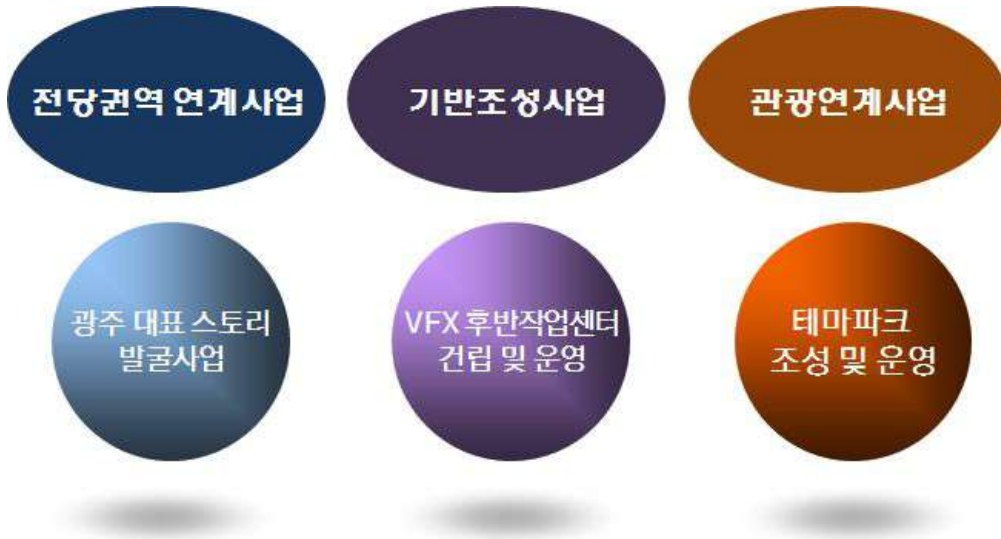 전당권역 연계사업
기반조성사업
관광연계사업
광주 대표 스토리
발굴사업
VFX 후반작업센터
건립 및 운영
테마파크
조성 및 운영